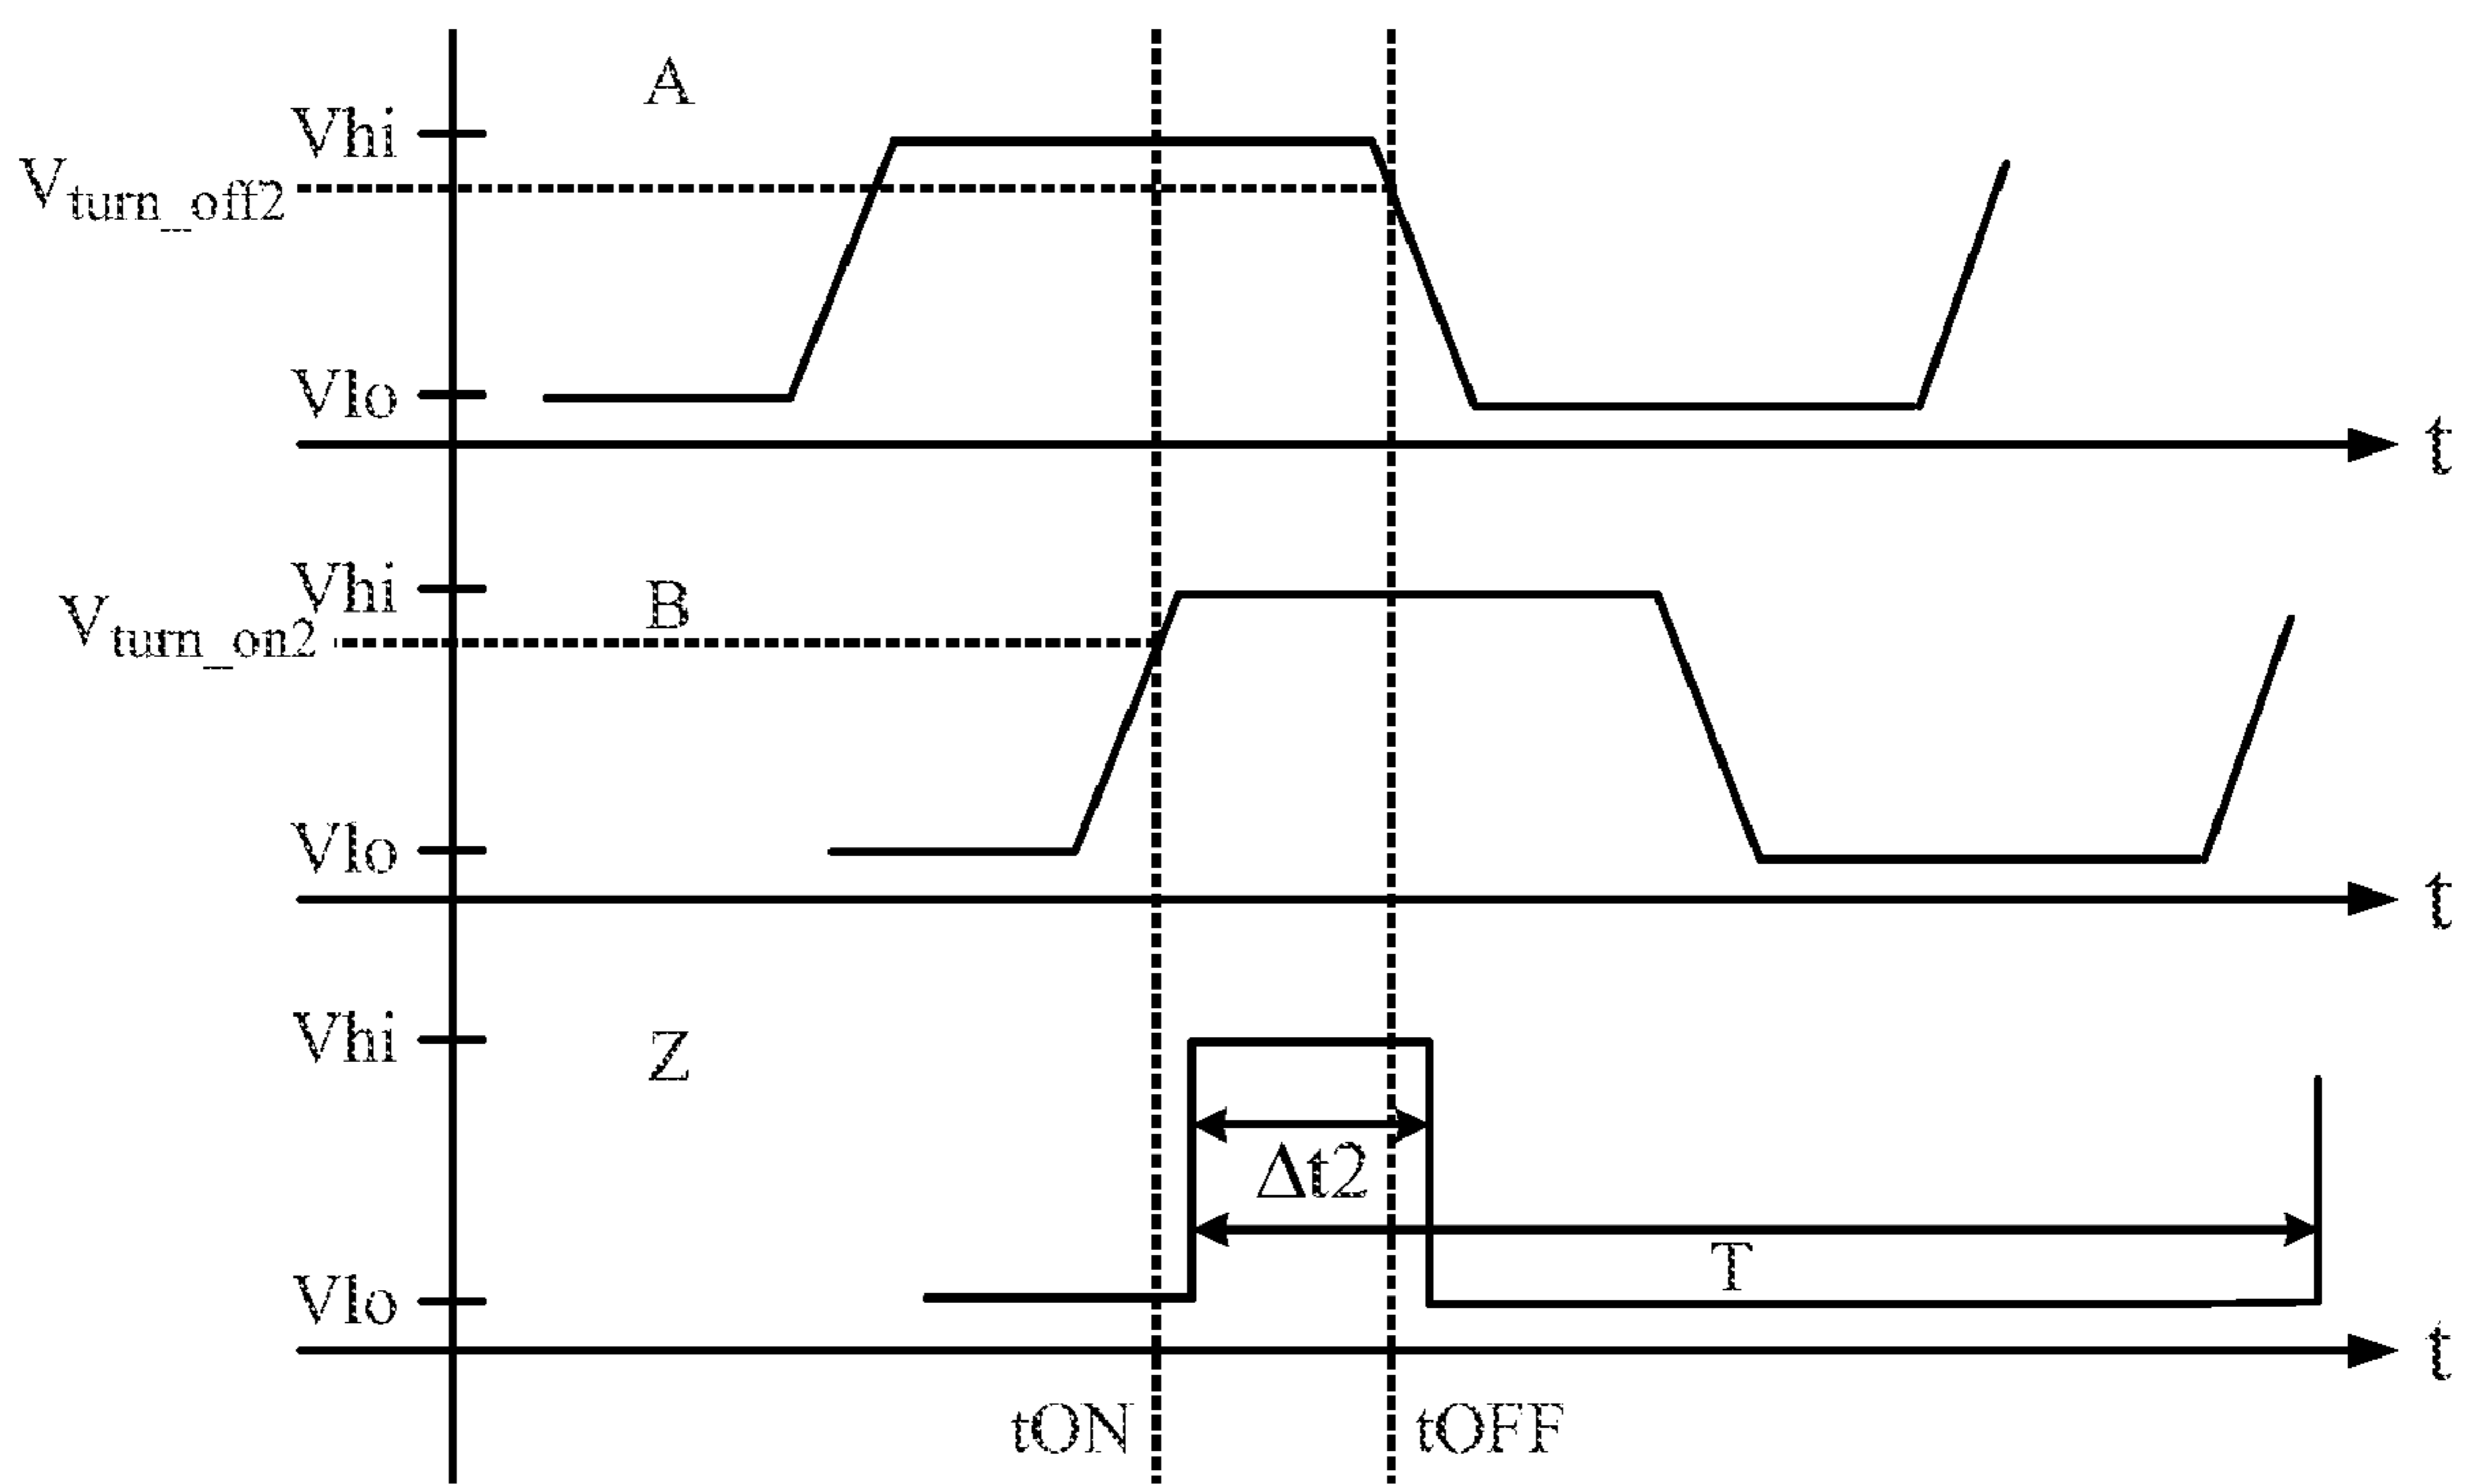 A
Vhi
Vturn_off2
Vlo
t
Vhi
B
Vturn_on2
Vlo
t
Vhi
Z
Δt2
T
Vlo
t
tON
tOFF